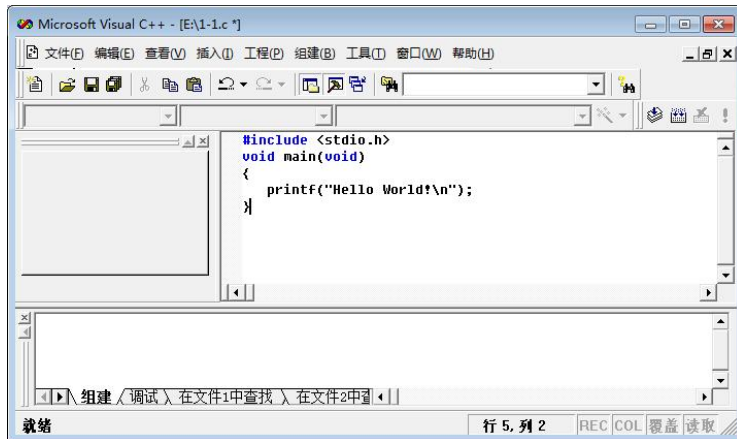 Microsoft Visual C++ - [E:\1-1.c *]
文件(F) 编辑(E) 查看(V) 插入(I) 工程(P) 组建(B) 工具(T) 窗口(W) 帮助(H)
#include <stdio.h>
void main(void)
{
printf("Hello World!\n");
}
组建 调试 在文件1中查找 在文件2中
就绪 行 5, 列 2 REC COL 覆盖 读取